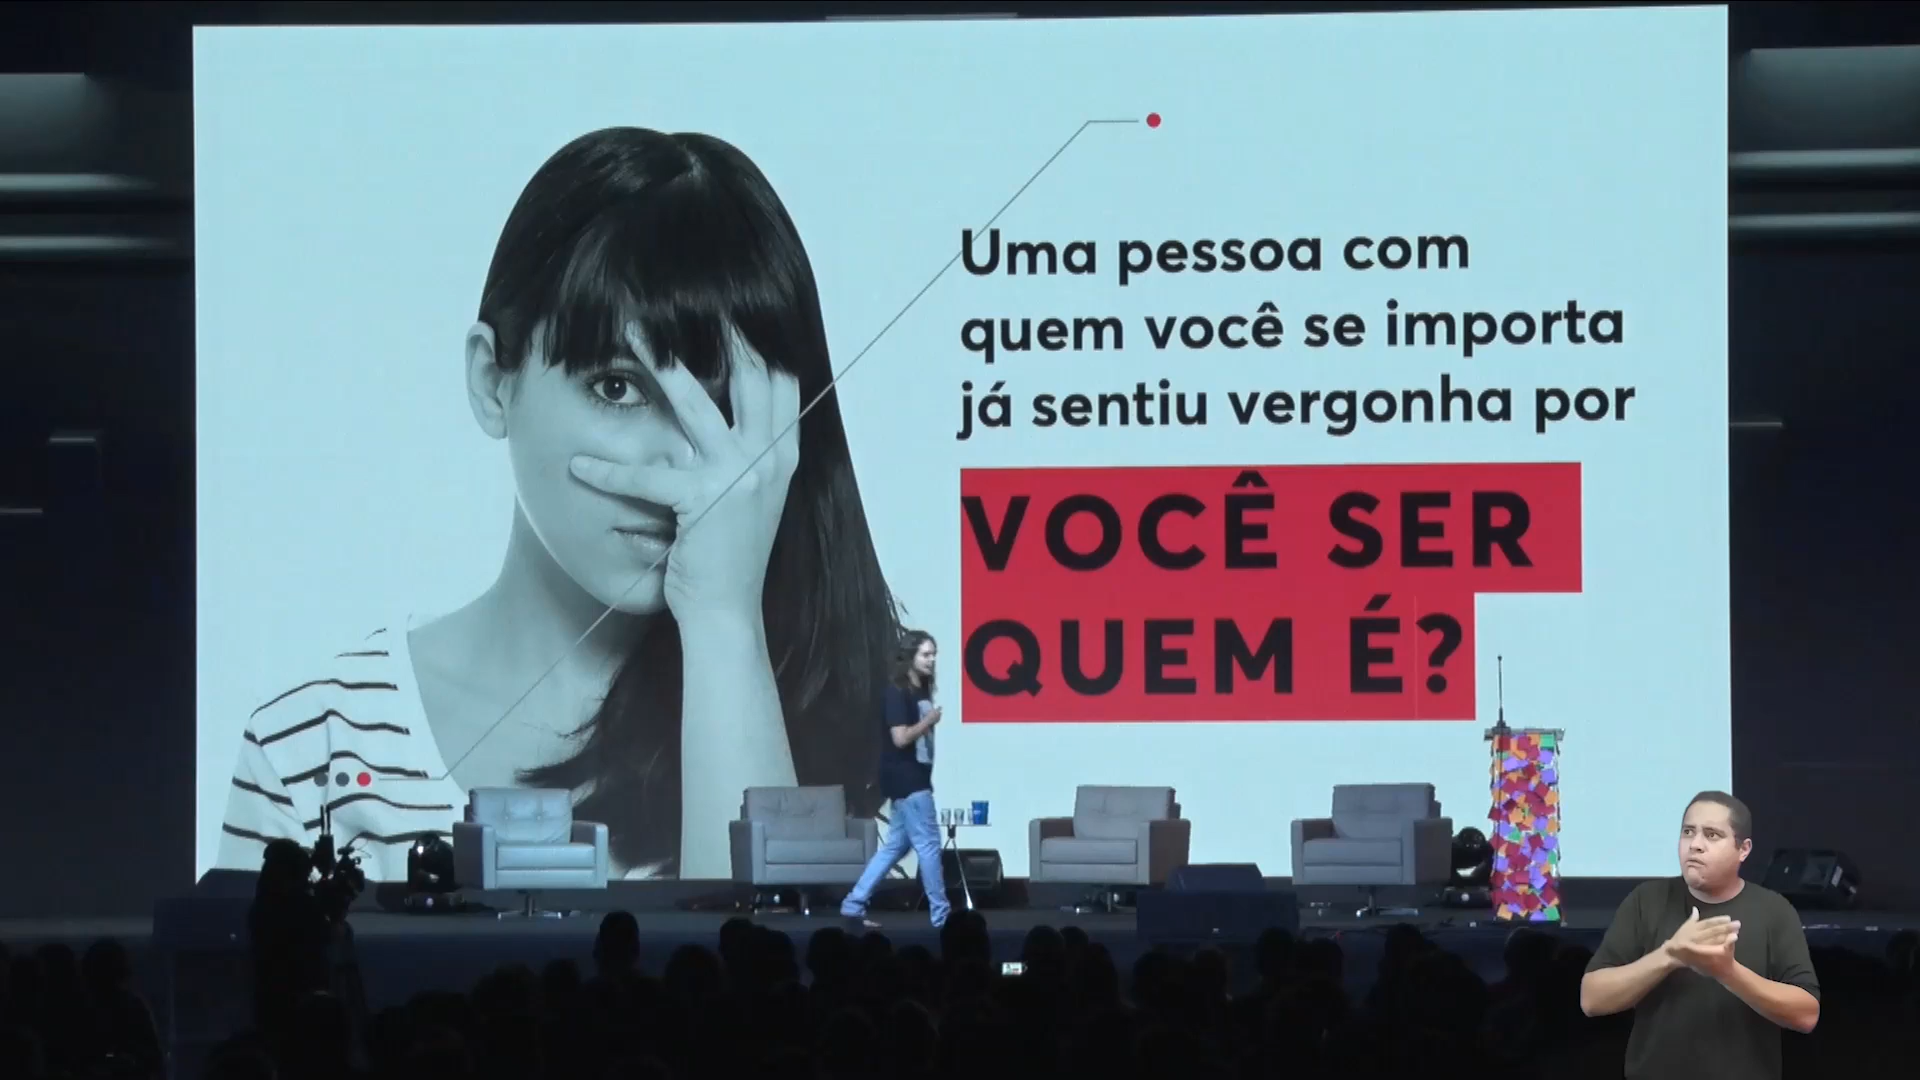 Uma pessoa com
quem você se importa
já sentiu vergonha por
VOCÊ SER
QUEM É?